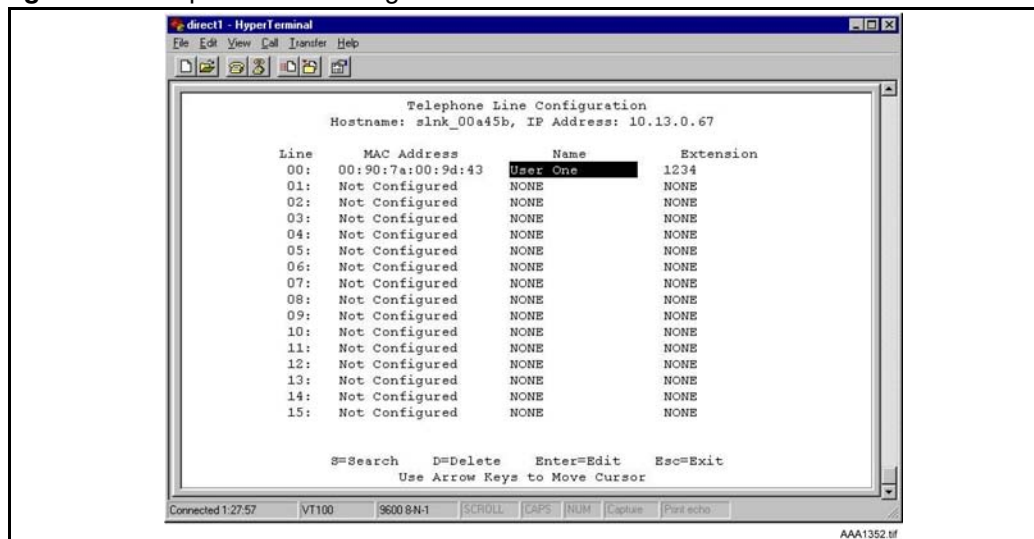 direct1 - HyperTerminal
File Edit View Call Transfer Help
Telephone Line Configuration
Hostname: slnk_00a45b, IP Address: 10.13.0.67
Line MAC Address Name Extension
00: 00:90:7a:00:9d:43 User One 1234
01: Not Configured NONE NONE
02: Not Configured NONE NONE
03: Not Configured NONE NONE
04: Not Configured NONE NONE
05: Not Configured NONE NONE
06: Not Configured NONE NONE
07: Not Configured NONE NONE
08: Not Configured NONE NONE
09: Not Configured NONE NONE
10: Not Configured NONE NONE
11: Not Configured NONE NONE
12: Not Configured NONE NONE
13: Not Configured NONE NONE
14: Not Configured NONE NONE
15: Not Configured NONE NONE
S=Search D=Delete Enter=Edit Esc=Exit
Use Arrow Keys to Move Cursor
Connected 1:27:57 VT100 9600 8-N-1 SCROLL CAPS NUM Capture Print echo
AAA1352.tif